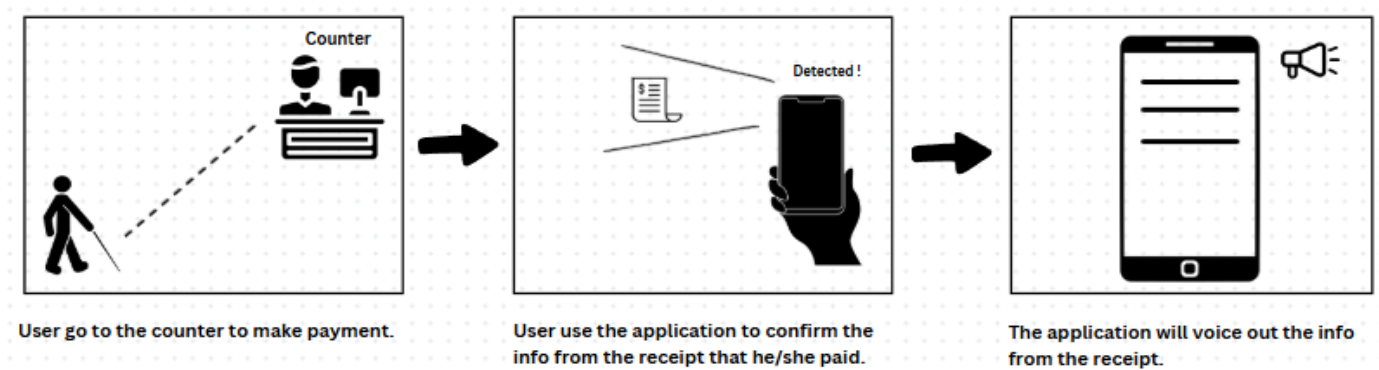 Counter
Detected !
$
User go to the counter to make payment.
User use the application to confirm the
info from the receipt that he/she paid.
The application will voice out the info
from the receipt.